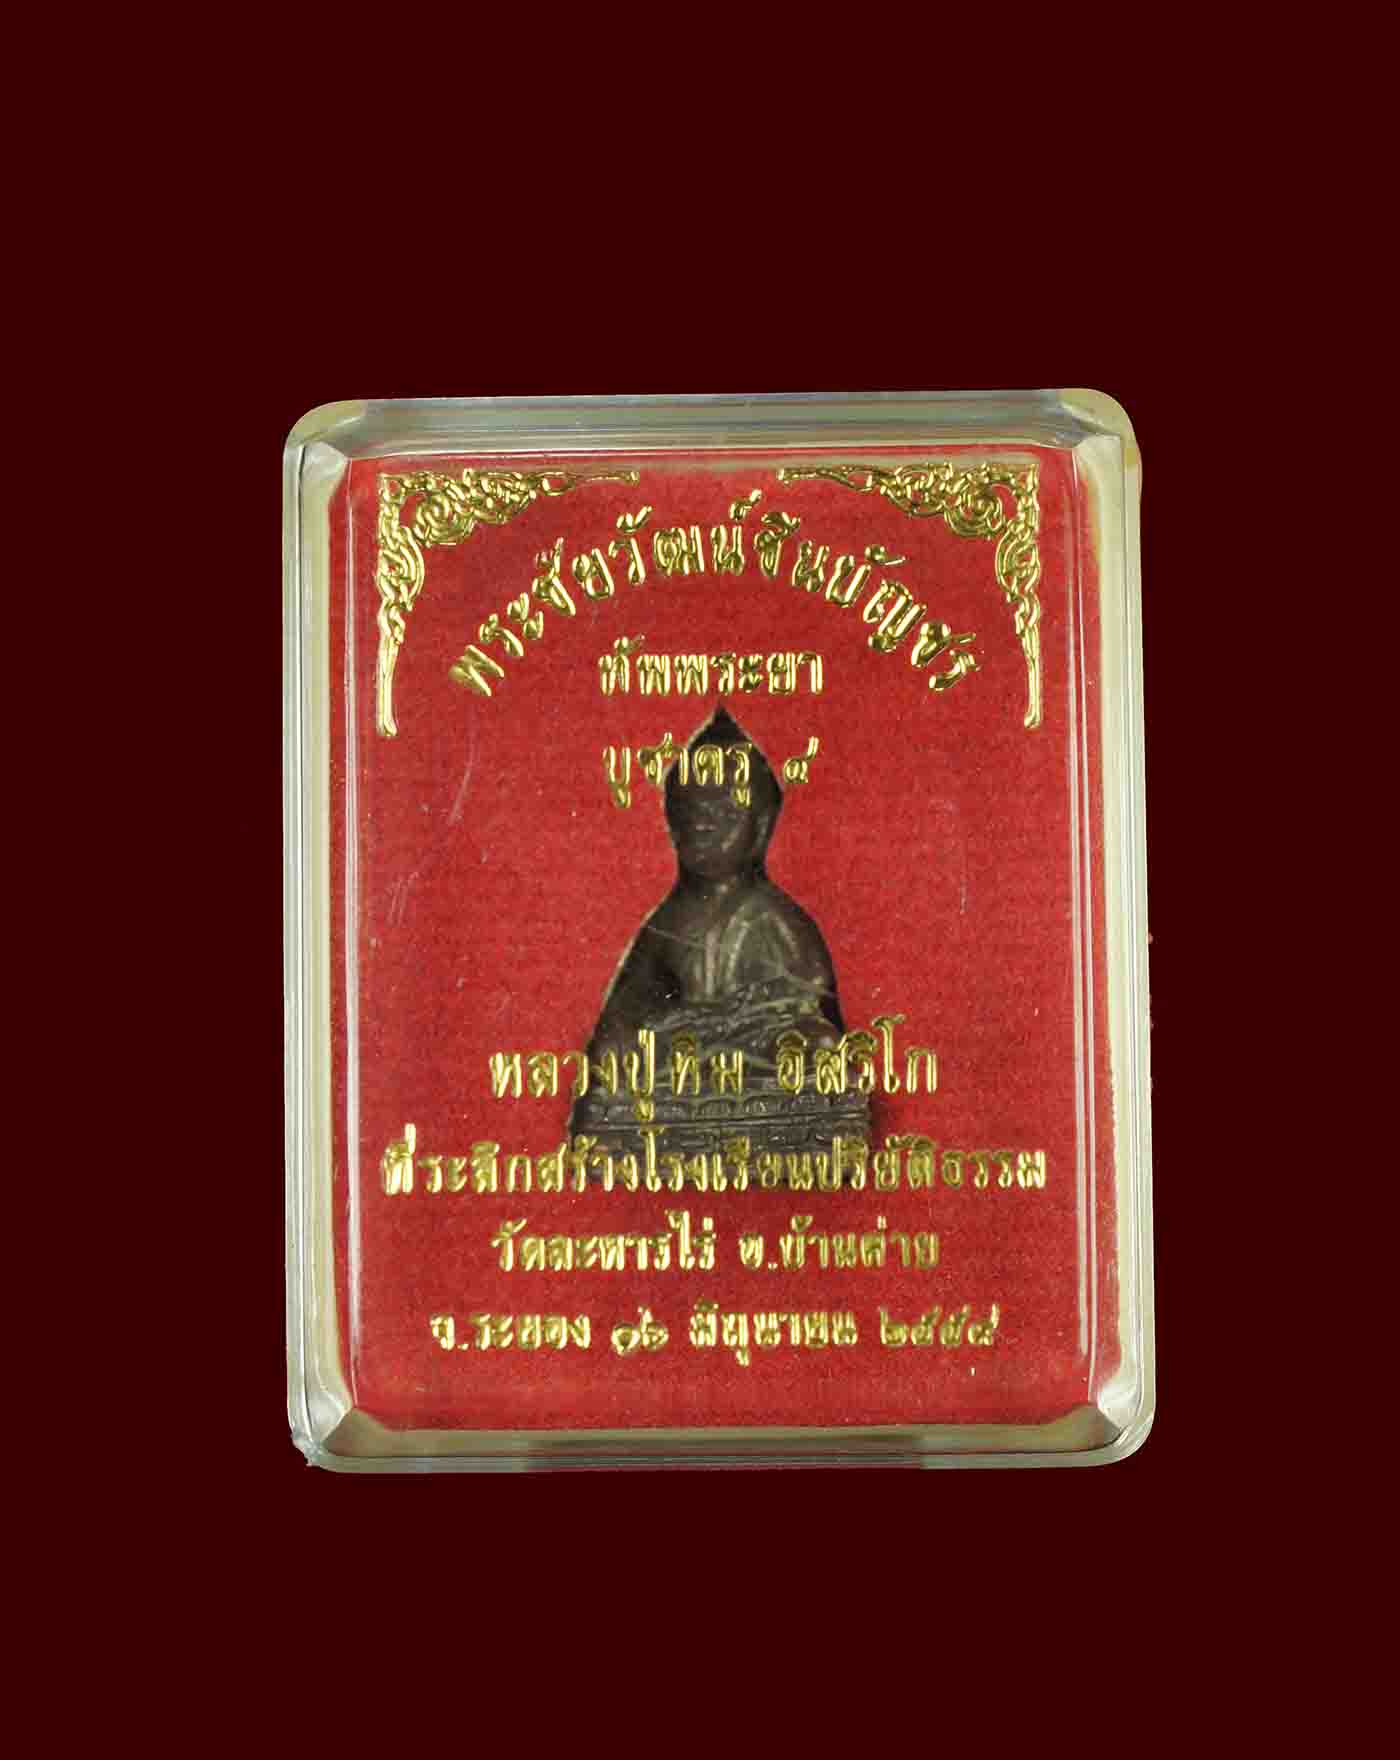 พระชัยวัฒน์ชินบัญชร
ทัพพระยา
บูชาครู ๔
หลวงปู่ทิม อิสริโก
ที่ระลึกสร้างโรงเรียนปริยัติธรรม
วัดละหารไร่ อ.บ้านค่าย
จ.ระยอง ๑๖ มิถุนายน ๒๕๕๔